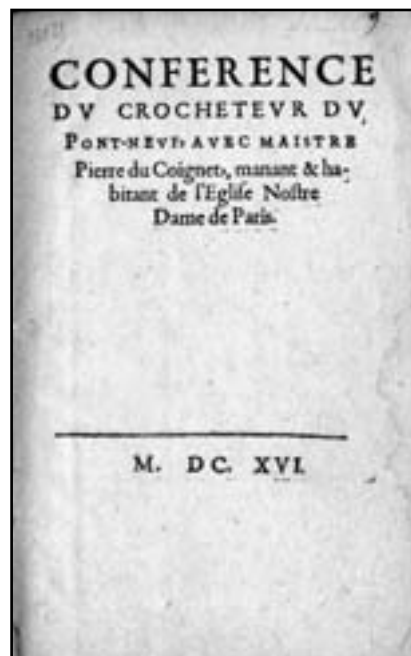 CONFERENCE
DV CROCHETEVR DV
PONT-NEVF, AVEC MAISTRE
Pierre du Coignet, manant & ha-
bitant de l'Eglise Nostre
Dame de Paris.
M. DC. XVI.